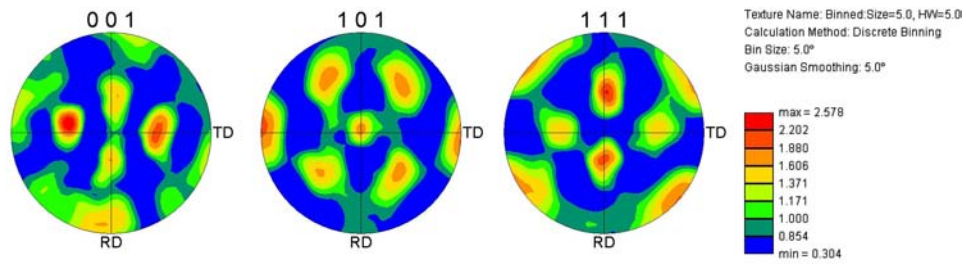 0 0 1
1 0 1
1 1 1
TD
RD
TD
RD
TD
RD
Texture Name: Binned:Size=5.0, HW=5.0
Calculation Method: Discrete Binning
Bin Size: 5.0°
Gaussian Smoothing: 5.0°
max = 2.578
2.202
1.880
1.606
1.371
1.171
1.000
0.854
min = 0.304